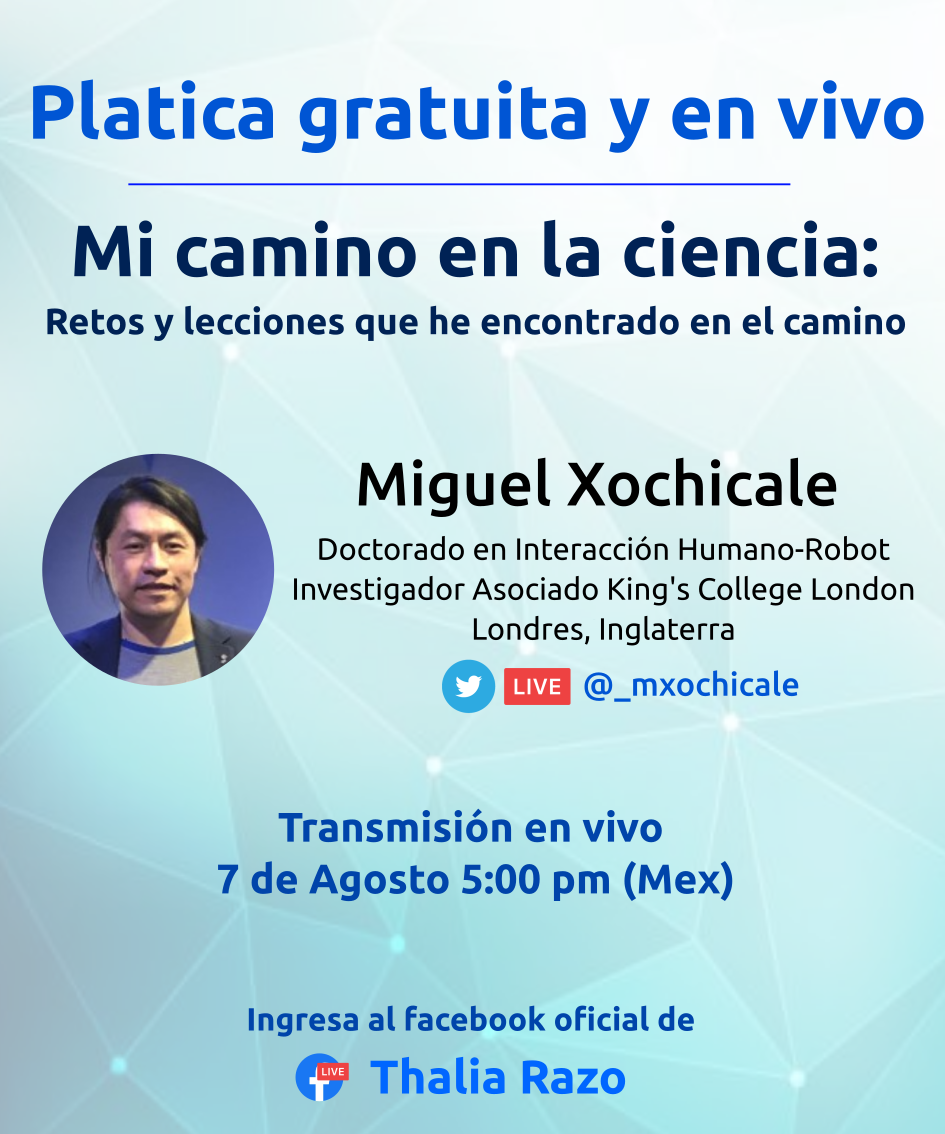 Platica gratuita y en vivo
Mi camino en la ciencia:
Retos y lecciones que he encontrado en el camino
Miguel Xochicale
Doctorado en Interacción Humano-Robot
Investigador Asociado King's College London
Londres, Inglaterra
LIVE @_mxochicale
Transmisión en vivo
7 de Agosto 5:00 pm (Mex)
Ingresa al facebook oficial de
LIVE Thalia Razo